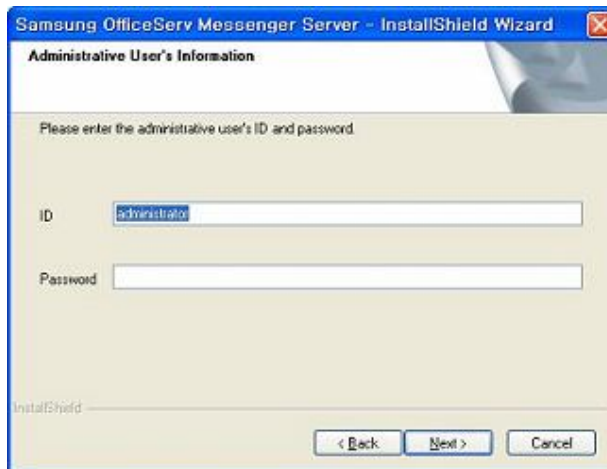 Samsung OfficeServ Messenger Server - InstallShield Wizard
Administrative User's Information
Please enter the administrative user's ID and password.
ID
administrator
Password
InstallShield
< Back
Next >
Cancel